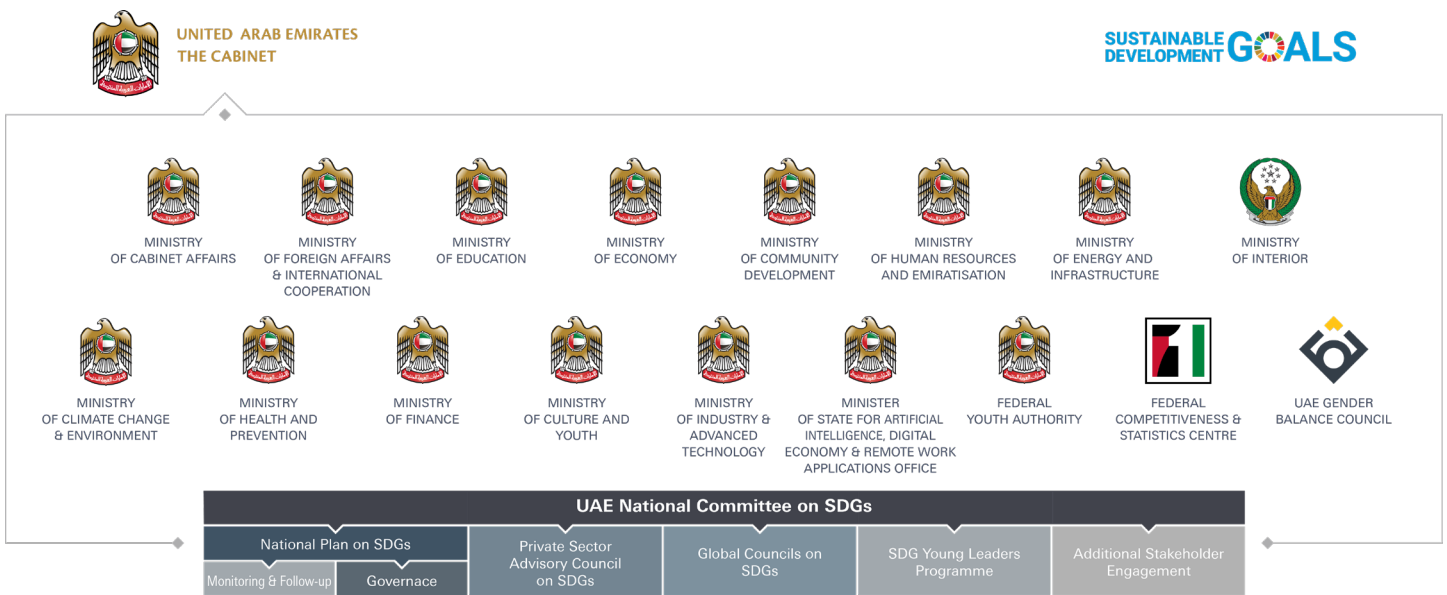 UNITED ARAB EMIRATES
THE CABINET
SUSTAINABLE
DEVELOPMENT
GOALS
MINISTRY
OF CABINET AFFAIRS
MINISTRY
OF FOREIGN AFFAIRS
& INTERNATIONAL
COOPERATION
MINISTRY
OF EDUCATION
MINISTRY
OF ECONOMY
MINISTRY
OF COMMUNITY
DEVELOPMENT
MINISTRY
OF HUMAN RESOURCES
AND EMIRATISATION
MINISTRY
OF ENERGY AND
INFRASTRUCTURE
MINISTRY
OF INTERIOR
MINISTRY
OF CLIMATE CHANGE
& ENVIRONMENT
MINISTRY
OF HEALTH AND
PREVENTION
MINISTRY
OF FINANCE
MINISTRY
OF CULTURE AND
YOUTH
MINISTRY
OF INDUSTRY &
ADVANCED
TECHNOLOGY
MINISTER
OF STATE FOR ARTIFICIAL
INTELLIGENCE, DIGITAL
ECONOMY & REMOTE WORK
APPLICATIONS OFFICE
FEDERAL
YOUTH AUTHORITY
FEDERAL
COMPETITIVENESS &
STATISTICS CENTRE
UAE GENDER
BALANCE COUNCIL
UAE National Committee on SDGs
National Plan on SDGs
Monitoring & Follow-up
Governace
Private Sector
Advisory Council
on SDGs
Global Councils on
SDGs
SDG Young Leaders
Programme
Additional Stakeholder
Engagement